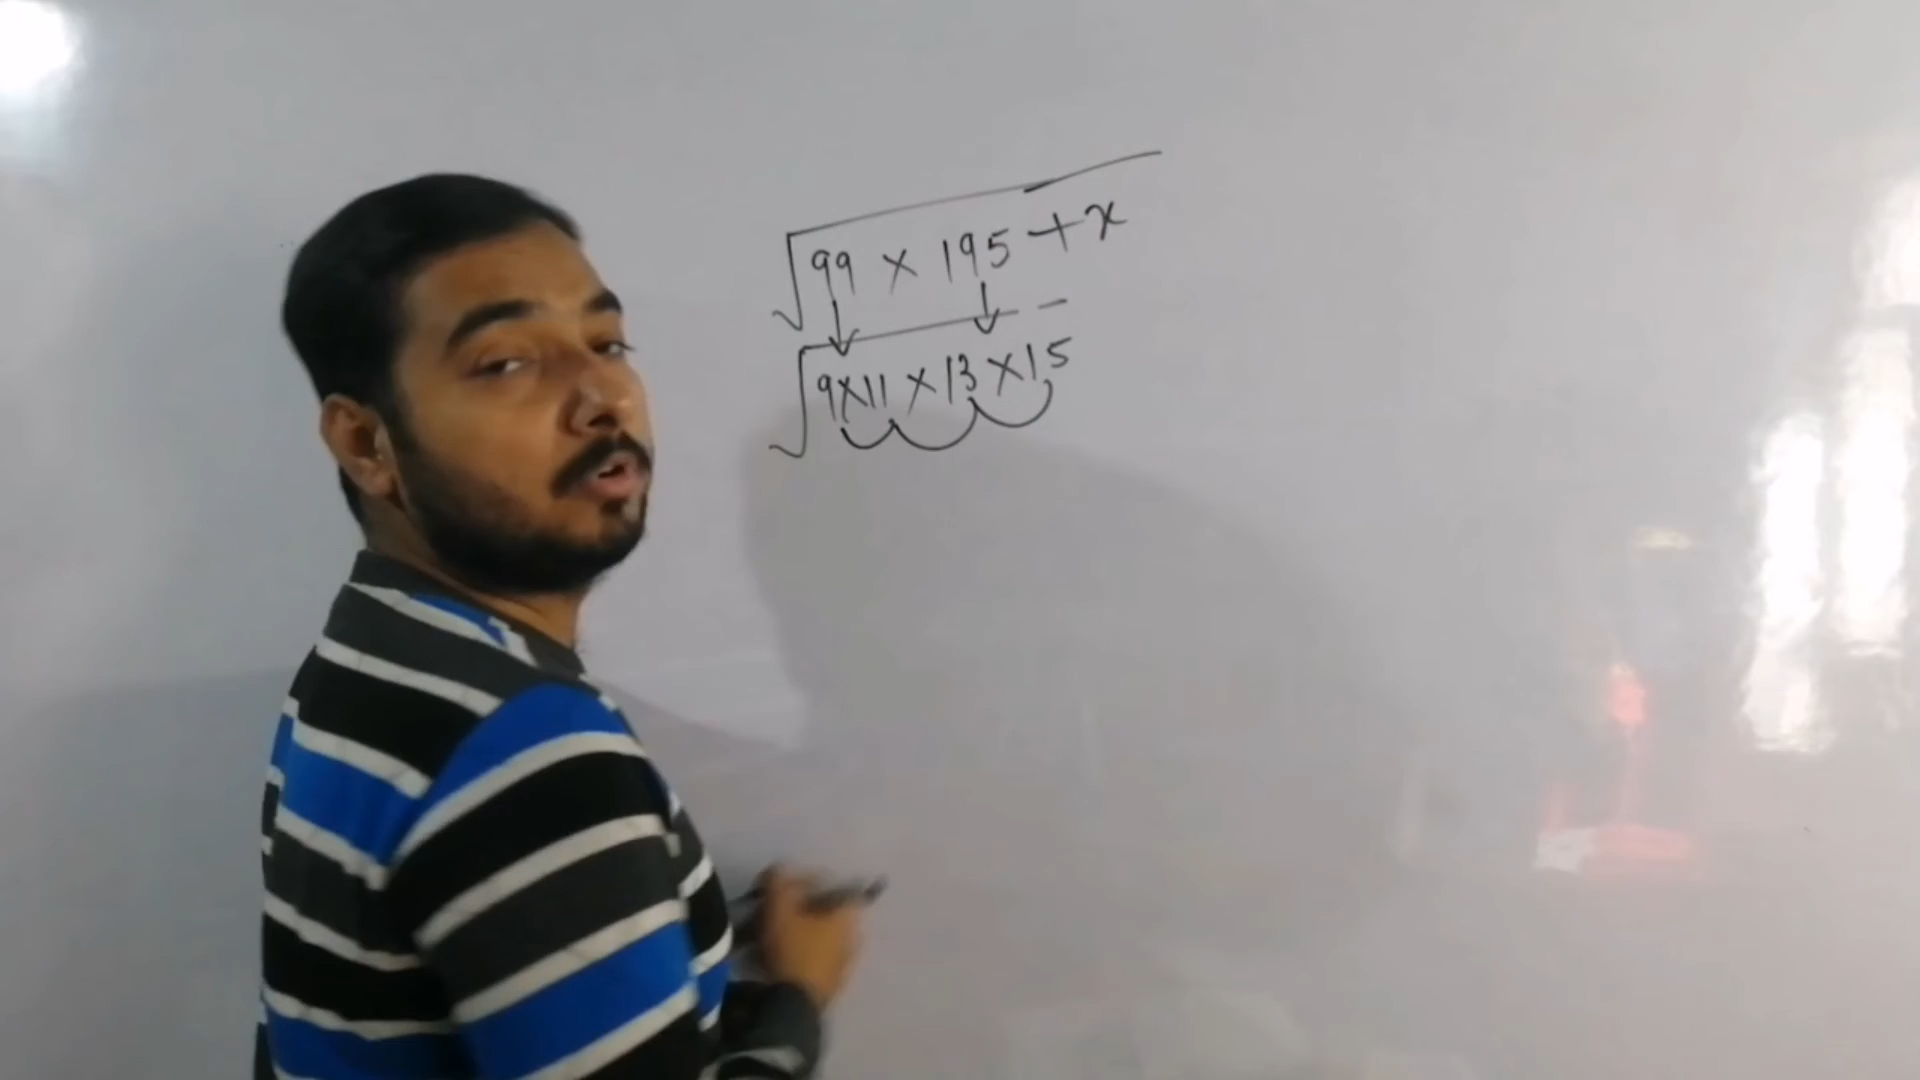 √99 × 195 + x
√9×11 × 13 × 15